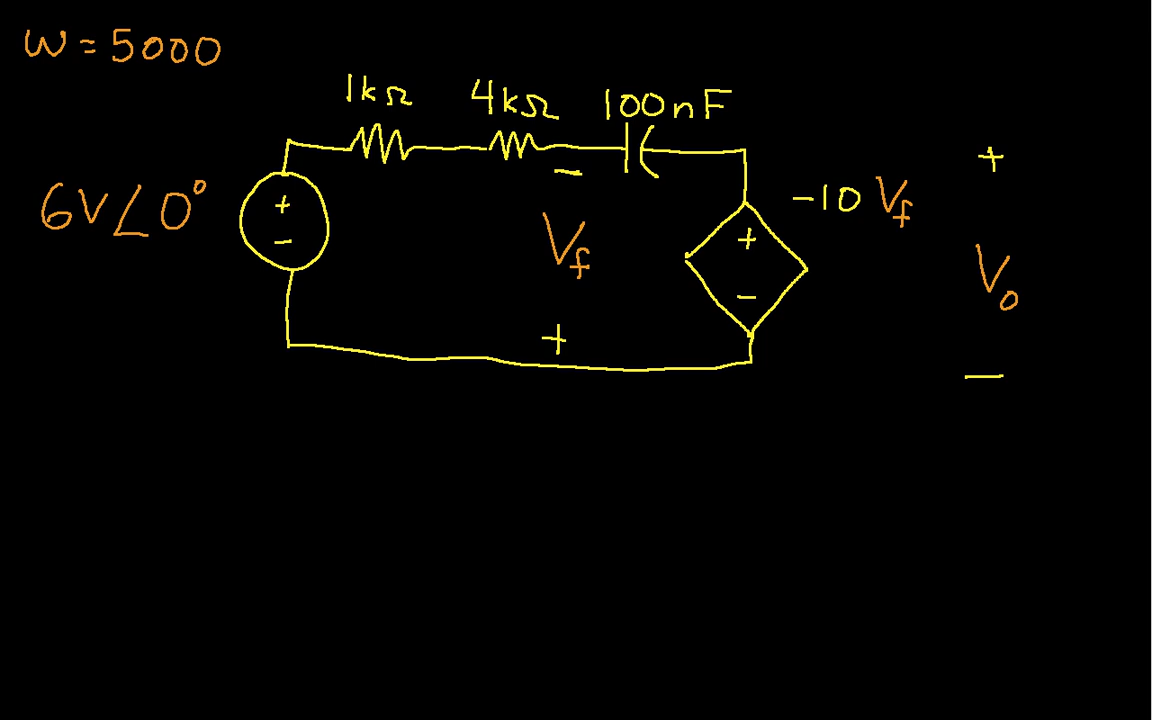 w = 5000
1kΩ 4kΩ 100nF
+
6V∠0° + - - -10 Vf
Vf + - Vo
+
-